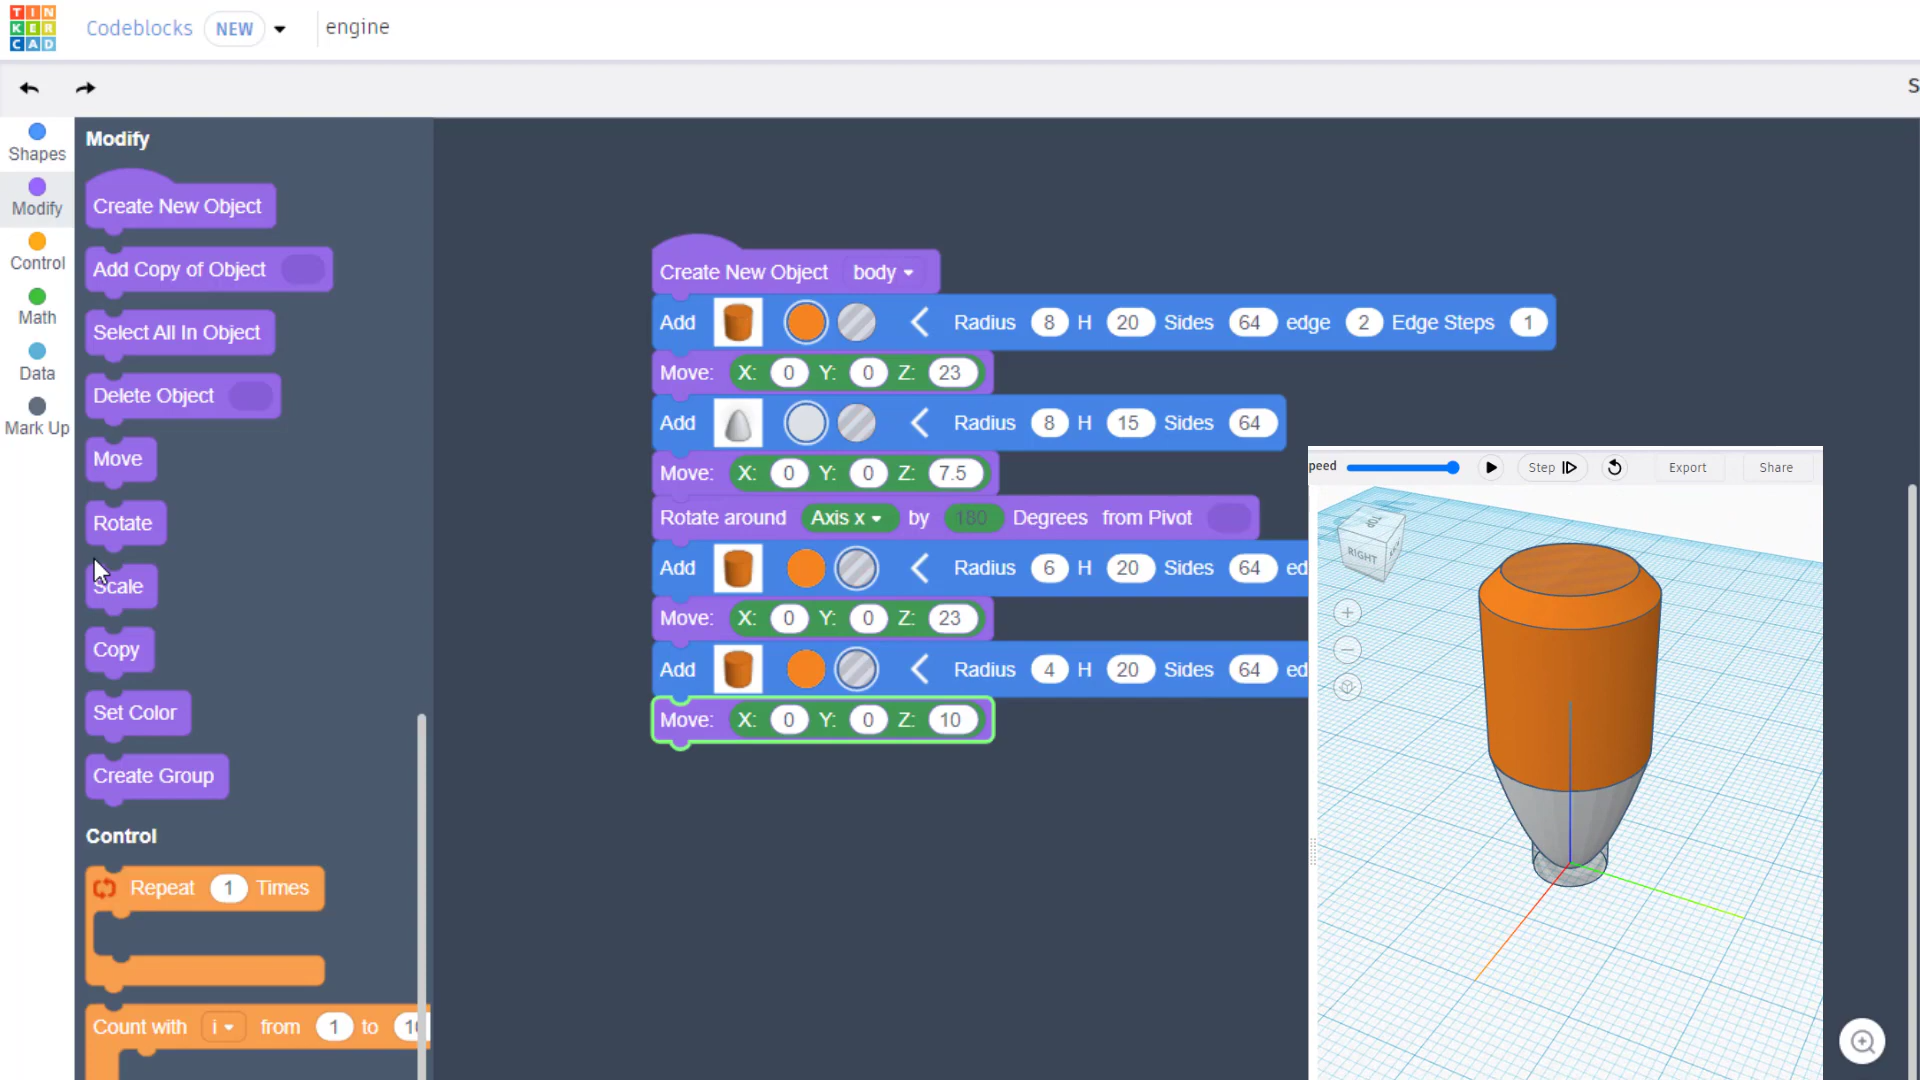 TIN
KER
CAD
Codeblocks NEW
engine
Shapes
Modify
Control
Math
Data
Mark Up
Modify
Create New Object
Add Copy of Object
Select All In Object
Delete Object
Move
Rotate
Scale
Copy
Set Color
Create Group
Control
Repeat 1 Times
Count with i from 1 to 10
Create New Object body
Add Radius 8 H 20 Sides 64 edge 2 Edge Steps 1
Move: X: 0 Y: 0 Z: 23
Add Radius 8 H 15 Sides 64
Move: X: 0 Y: 0 Z: 7.5
Rotate around Axis x by 180 Degrees from Pivot
Add Radius 6 H 20 Sides 64 ed
Move: X: 0 Y: 0 Z: 23
Add Radius 4 H 20 Sides 64 ed
Move: X: 0 Y: 0 Z: 10
S
peed Step Export Share
TOP
RIGHT